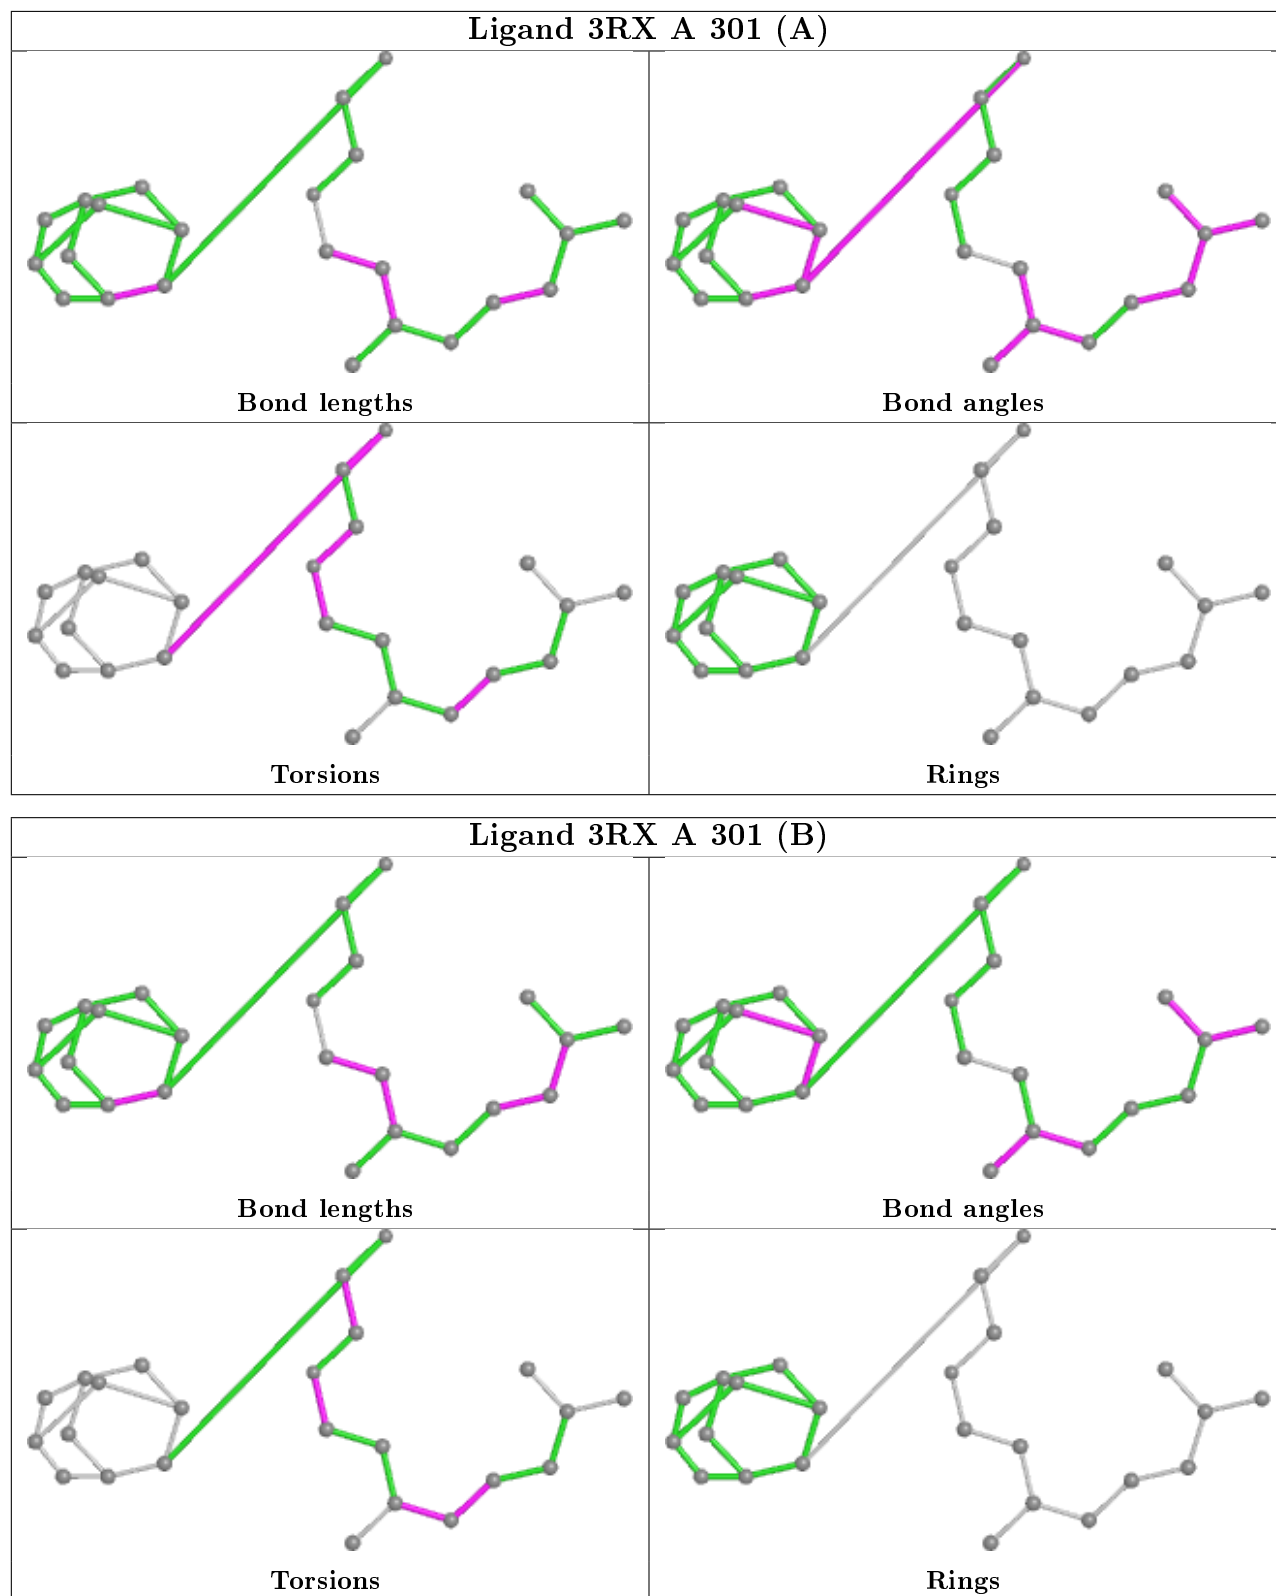 Ligand 3RX A 301 (A)
Bond lengths
Bond angles
Torsions
Rings
Ligand 3RX A 301 (B)
Bond lengths
Bond angles
Torsions
Rings